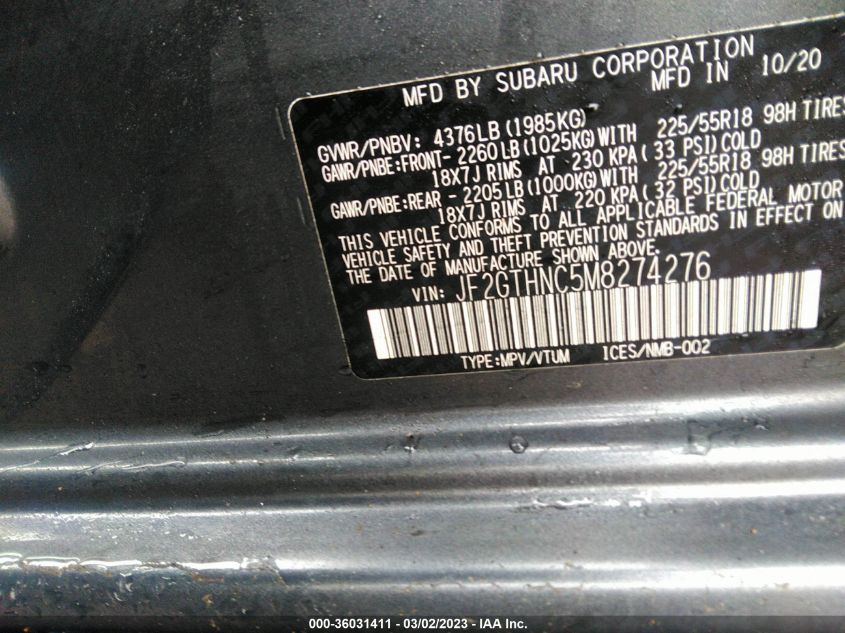 MFD BY SUBARU CORPORATION
MFD IN 10/20
GVWR/PNBV: 4376LB(1985KG)
GAWR/PNBE:FRONT- 2260LB(1025KG)WITH 225/55R18 98H TIRES
18X7J RIMS AT 230 KPA( 33 PSI)COLD
GAWR/PNBE:REAR - 2205LB(1000KG)WITH 225/55R18 98H TIRES
18X7J RIMS AT 220 KPA( 32 PSI)COLD
THIS VEHICLE CONFORMS TO ALL APPLICABLE FEDERAL MOTOR
VEHICLE SAFETY AND THEFT PREVENTION STANDARDS IN EFFECT ON
THE DATE OF MANUFACTURE SHOWN ABOVE.
VIN: JF2GTHNC5M8274276
TYPE:MPV/VTUM ICES/NMB-002
000-36031411 - 03/02/2023 - IAA Inc.